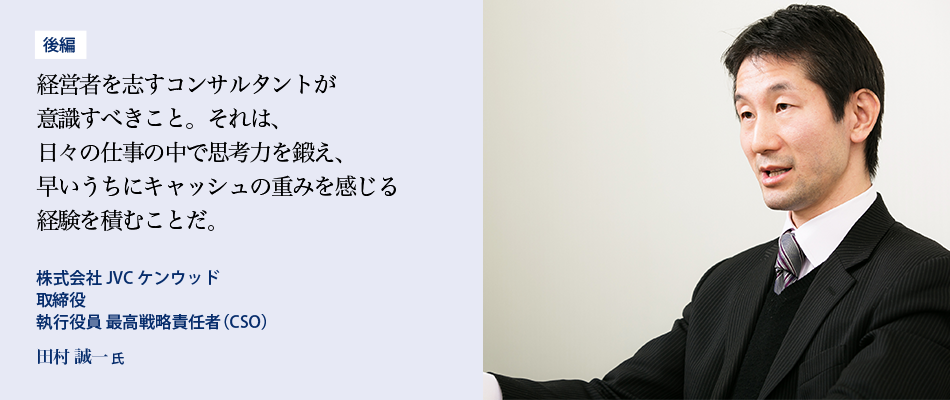 後編
経営者を志すコンサルタントが
意識すべきこと。それは、
日々の仕事の中で思考力を鍛え、
早いうちにキャッシュの重みを感じる
経験を積むことだ。
株式会社 JVC ケンウッド
取締役
執行役員 最高戦略責任者（CSO）
田村 誠一 氏